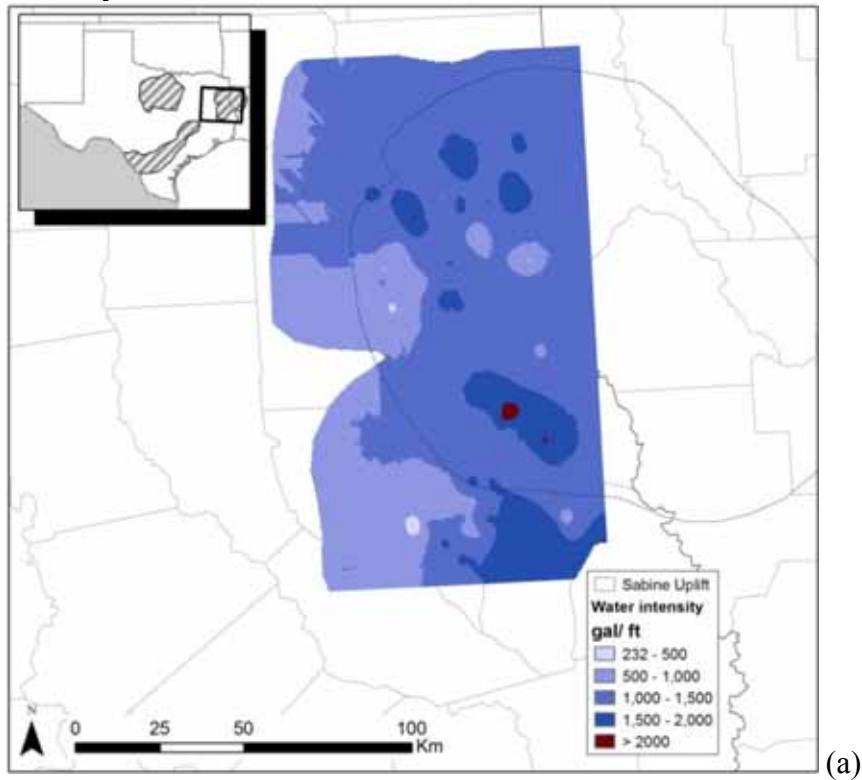 Sabine Uplift
Water intensity
gal/ ft
232 - 500
500 - 1,000
1,000 - 1,500
1,500 - 2,000
> 2000
N
0 25 50 100
Km
(a)